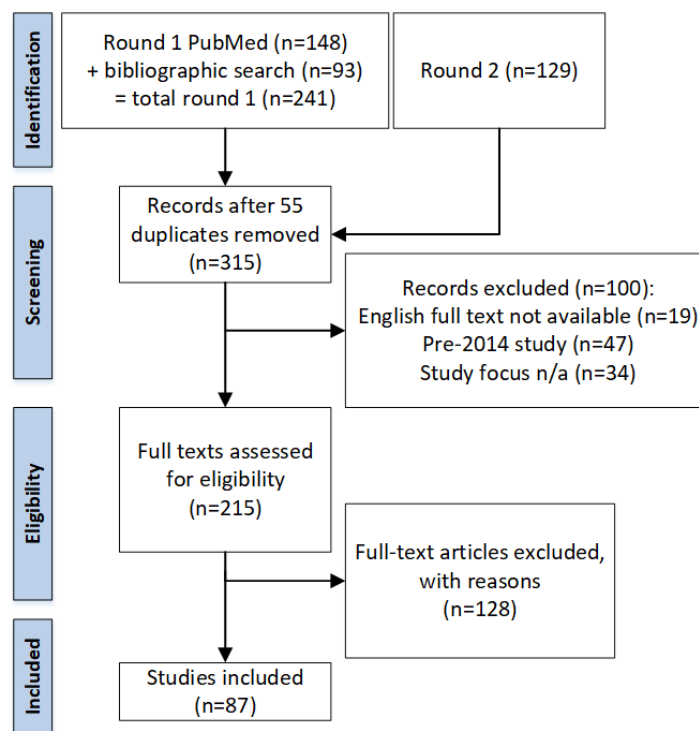 Identification
Round 1 PubMed (n=148)
+ bibliographic search (n=93)
= total round 1 (n=241)
Round 2 (n=129)
Screening
Records after 55
duplicates removed
(n=315)
Records excluded (n=100):
English full text not available (n=19)
Pre-2014 study (n=47)
Study focus n/a (n=34)
Eligibility
Full texts assessed
for eligibility
(n=215)
Full-text articles excluded,
with reasons
(n=128)
Included
Studies included
(n=87)